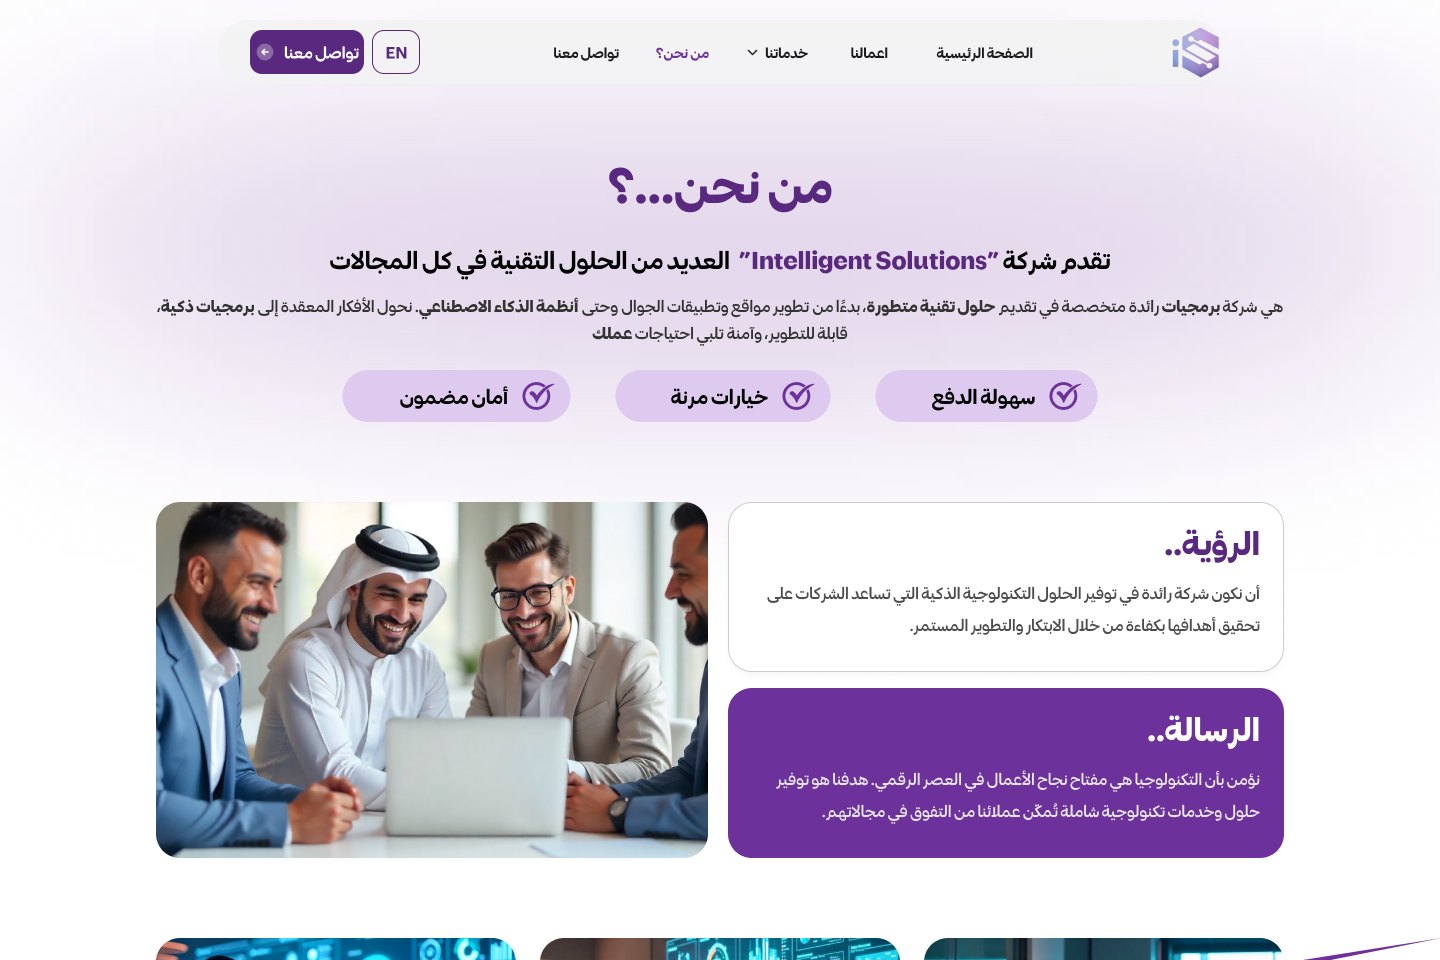 iS
الصفحة الرئيسية
اعمالنا
خدماتنا
من نحن؟
تواصل معنا
EN
تواصل معنا
من نحن...؟
تقدم شركة "Intelligent Solutions" العديد من الحلول التقنية في كل المجالات
هي شركة برمجيات رائدة متخصصة في تقديم حلول تقنية متطورة، بدءًا من تطوير مواقع وتطبيقات الجوال وحتى أنظمة الذكاء الاصطناعي. نحول الأفكار المعقدة إلى برمجيات ذكية،
قابلة للتطوير، وآمنة تلبي احتياجات عملك
سهولة الدفع
خيارات مرنة
أمان مضمون
الرؤية..
أن نكون شركة رائدة في توفير الحلول التكنولوجية الذكية التي تساعد الشركات على
تحقيق أهدافها بكفاءة من خلال الابتكار والتطوير المستمر.
الرسالة..
نؤمن بأن التكنولوجيا هي مفتاح نجاح الأعمال في العصر الرقمي. هدفنا هو توفير
حلول وخدمات تكنولوجية شاملة تُمكّن عملائنا من التفوق في مجالاتهم.